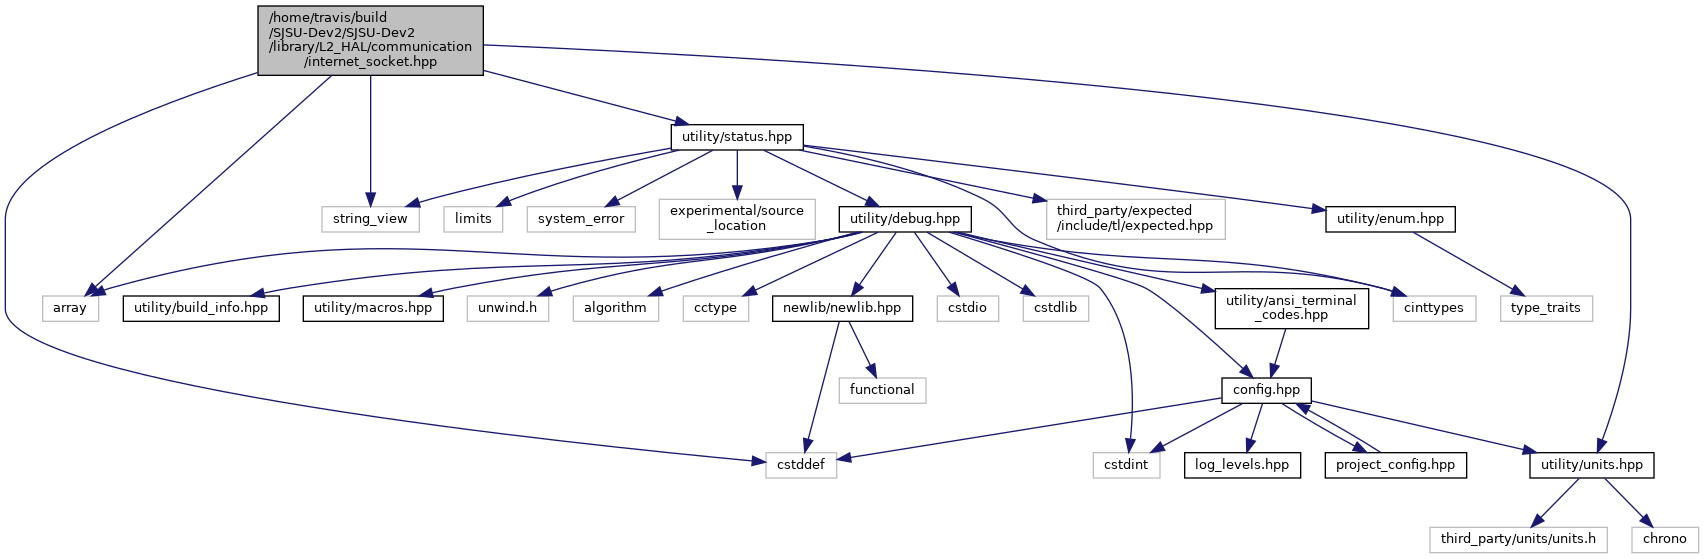 /home/travis/build
/SJSU-Dev2/SJSU-Dev2
/library/L2_HAL/communication
/internet_socket.hpp
utility/status.hpp
string_view
limits
system_error
experimental/source
_location
utility/debug.hpp
third_party/expected
/include/tl/expected.hpp
utility/enum.hpp
array
utility/build_info.hpp
utility/macros.hpp
unwind.h
algorithm
cctype
newlib/newlib.hpp
cstdio
cstdlib
utility/ansi_terminal
_codes.hpp
cinttypes
type_traits
functional
config.hpp
cstddef
cstdint
log_levels.hpp
project_config.hpp
utility/units.hpp
third_party/units/units.h
chrono